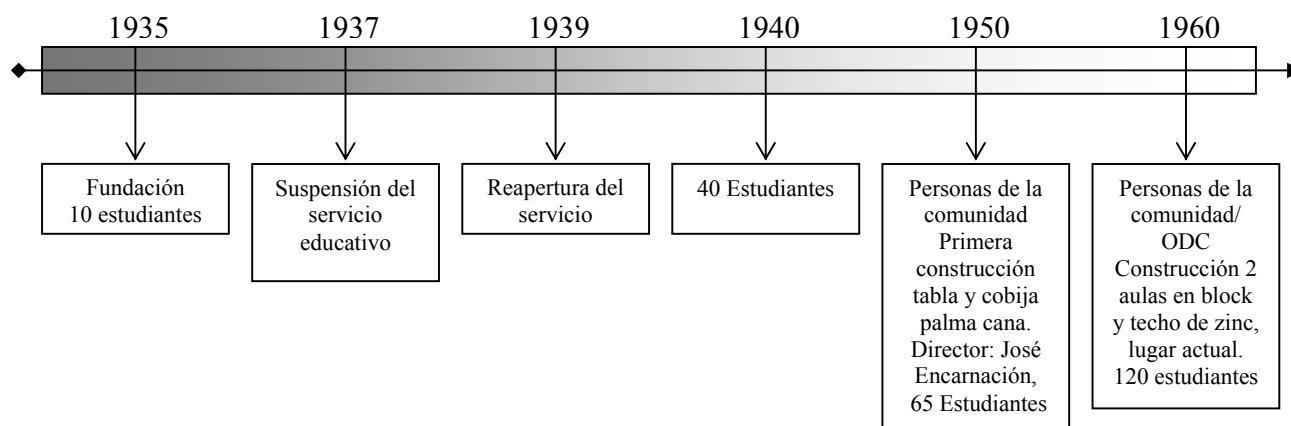 1935 1937 1939 1940 1950 1960
Fundación
10 estudiantes
Suspensión del
servicio
educativo
Reapertura del
servicio
40 Estudiantes
Personas de la
comunidad
Primera
construcción
tabla y cobija
palma cana.
Director: José
Encarnación,
65 Estudiantes
Personas de la
comunidad/
ODC
Construcción 2
aulas en block
y techo de zinc,
lugar actual.
120 estudiantes